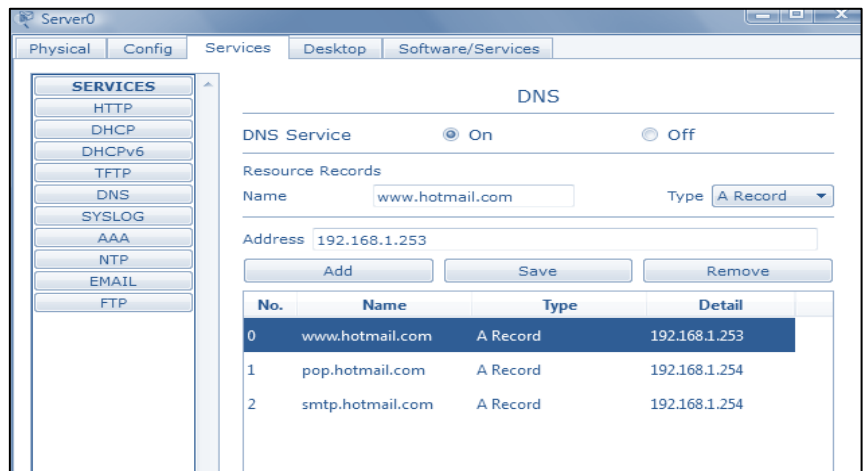 Server0
Physical Config Services Desktop Software/Services
SERVICES
HTTP
DHCP
DHCPv6
TFTP
DNS
SYSLOG
AAA
NTP
EMAIL
FTP
DNS
DNS Service On Off
Resource Records
Name www.hotmail.com Type A Record
Address 192.168.1.253
Add Save Remove
No. Name Type Detail
0 www.hotmail.com A Record 192.168.1.253
1 pop.hotmail.com A Record 192.168.1.254
2 smtp.hotmail.com A Record 192.168.1.254